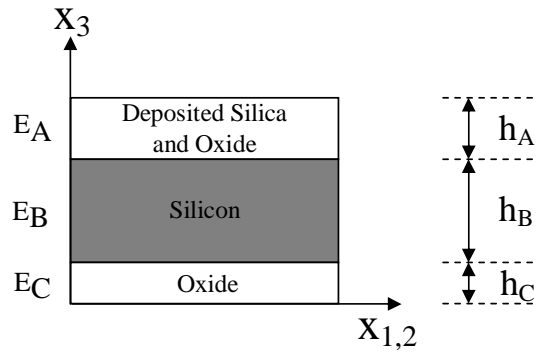 x3
EA
Deposited Silica
and Oxide
hA
EB
Silicon
hB
EC
Oxide
hC
x1,2